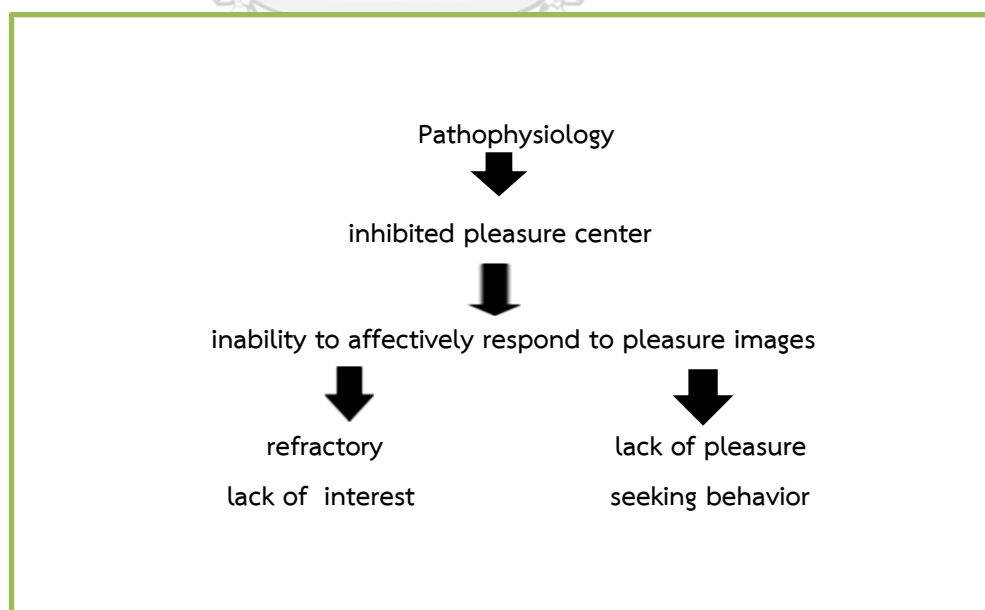 Pathophysiology
inhibited pleasure center
inability to affectively respond to pleasure images
refractory
lack of interest
lack of pleasure
seeking behavior